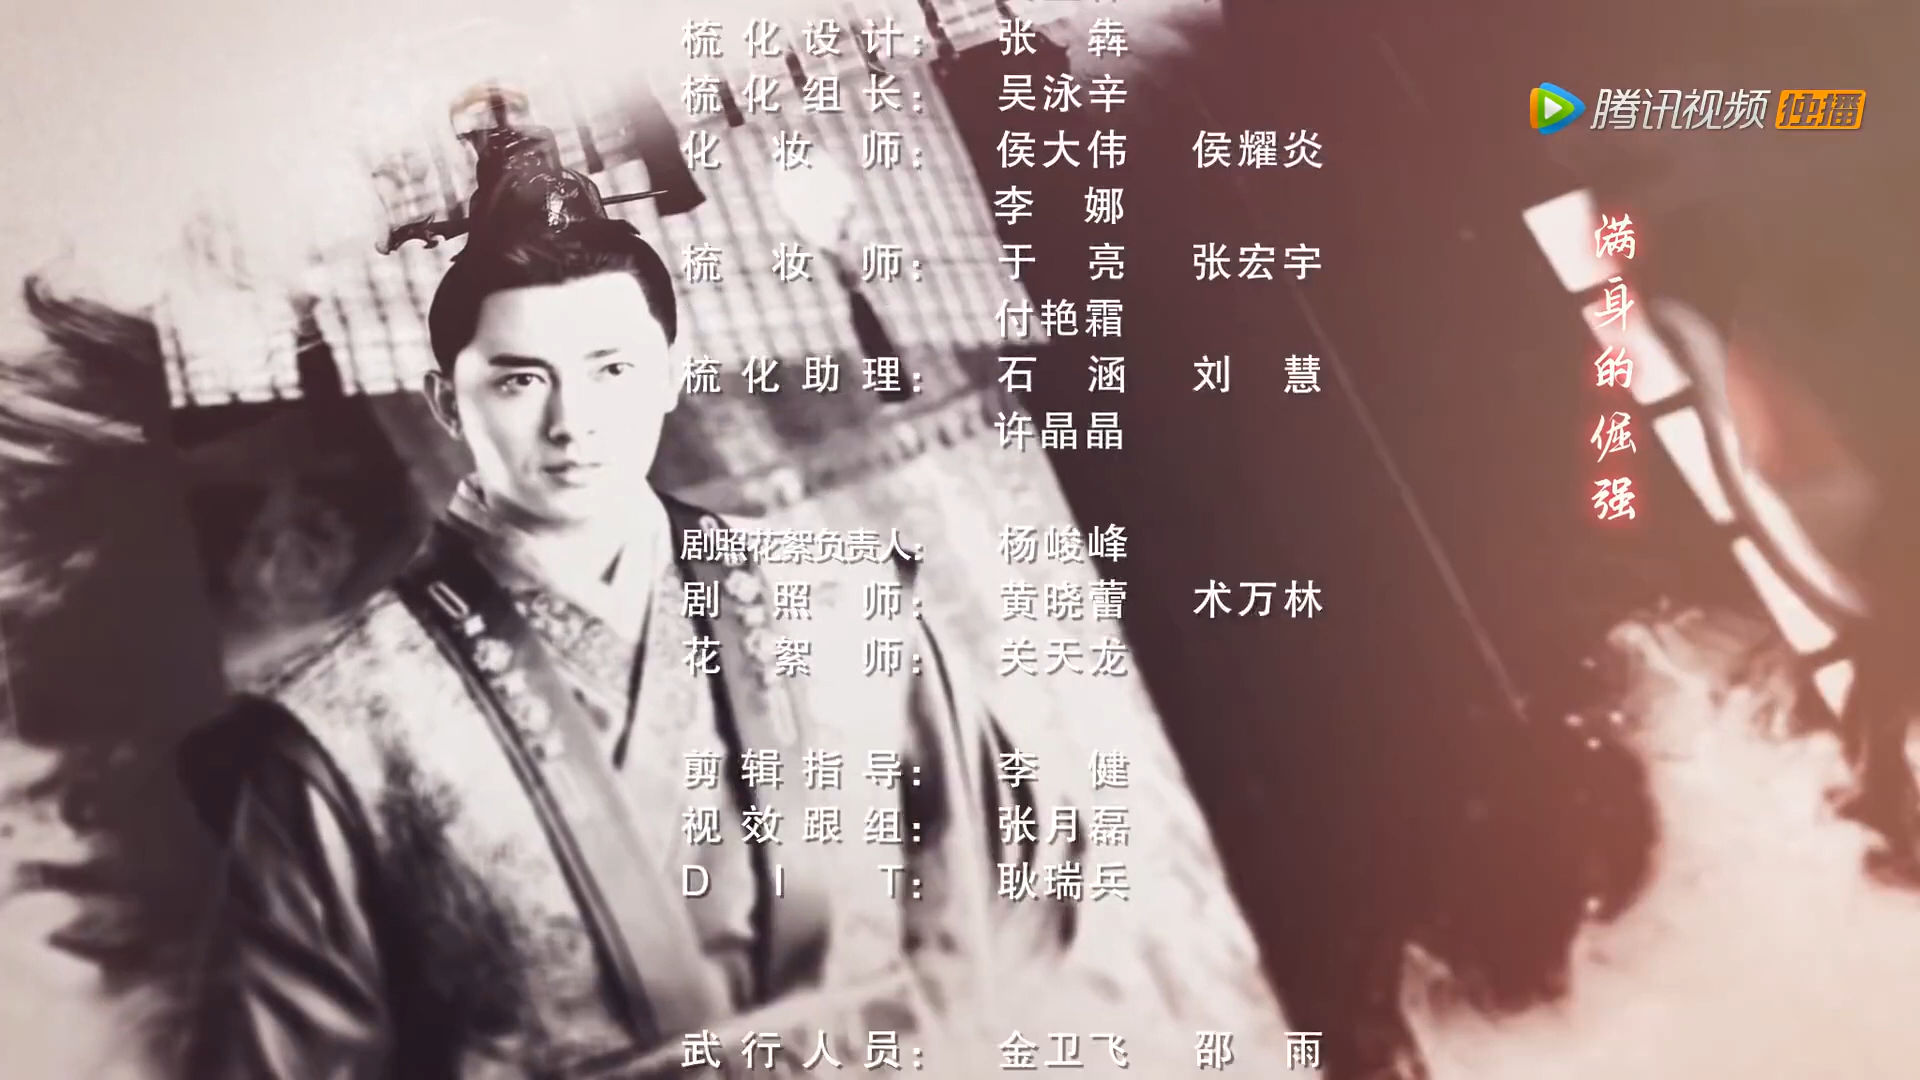 梳化设计： 张犇
梳化组长： 吴泳辛
化妆师： 侯大伟 侯耀炎
李娜
梳妆师： 于亮 张宏宇
付艳霜
梳化助理： 石涵 刘慧
许晶晶
剧照花絮负责人： 杨峻峰
剧照师： 黄晓蕾 术万林
花絮师： 关天龙
剪辑指导： 李健
视效跟组： 张月磊
DIT： 耿瑞兵
武行人员： 金卫飞 邵雨
腾讯视频 独播
满身的倔强